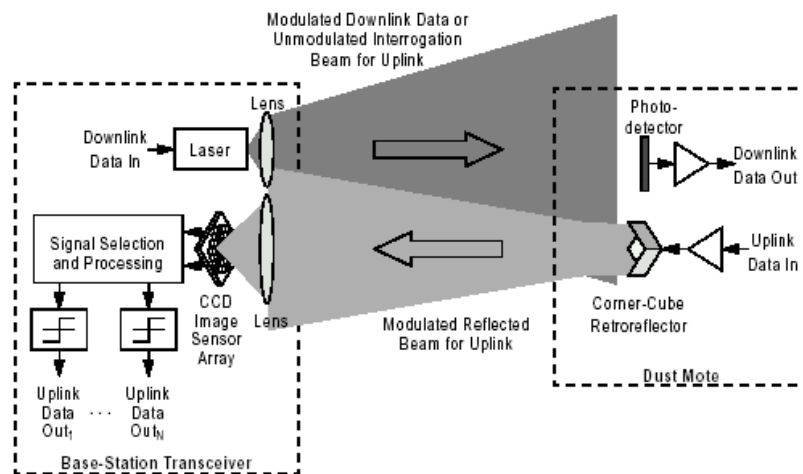 Modulated Downlink Data or
Unmodulated Interrogation
Beam for Uplink
Lens
Downlink
Data In
Laser
Photo-
detector
Downlink
Data Out
Signal Selection
and Processing
Uplink
Data In
CCD
Image
Sensor
Array
Lens
Corner-Cube
Retroreflector
Modulated Reflected
Beam for Uplink
Uplink
Data
Out1
...
Uplink
Data
OutN
Dust Mote
Base-Station Transceiver